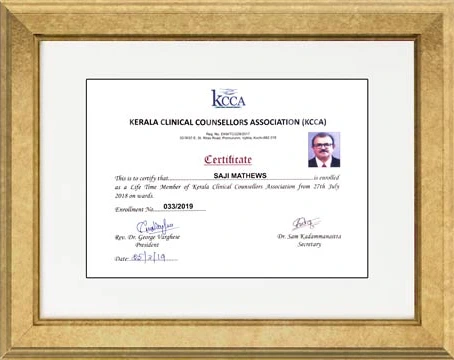 KCCA
KERALA CLINICAL COUNSELLORS ASSOCIATION (KCCA)
Certificate
This is to certify that SAJI MATHEWS is enrolled
as a Life Time Member of Kerala Clinical Counsellors Association from 27th July
2018 on wards.
Enrollment No. 033/2019
Rev. Dr. George Varghese
President
Dr. Sam Kadammanaitta
Secretary
Date: